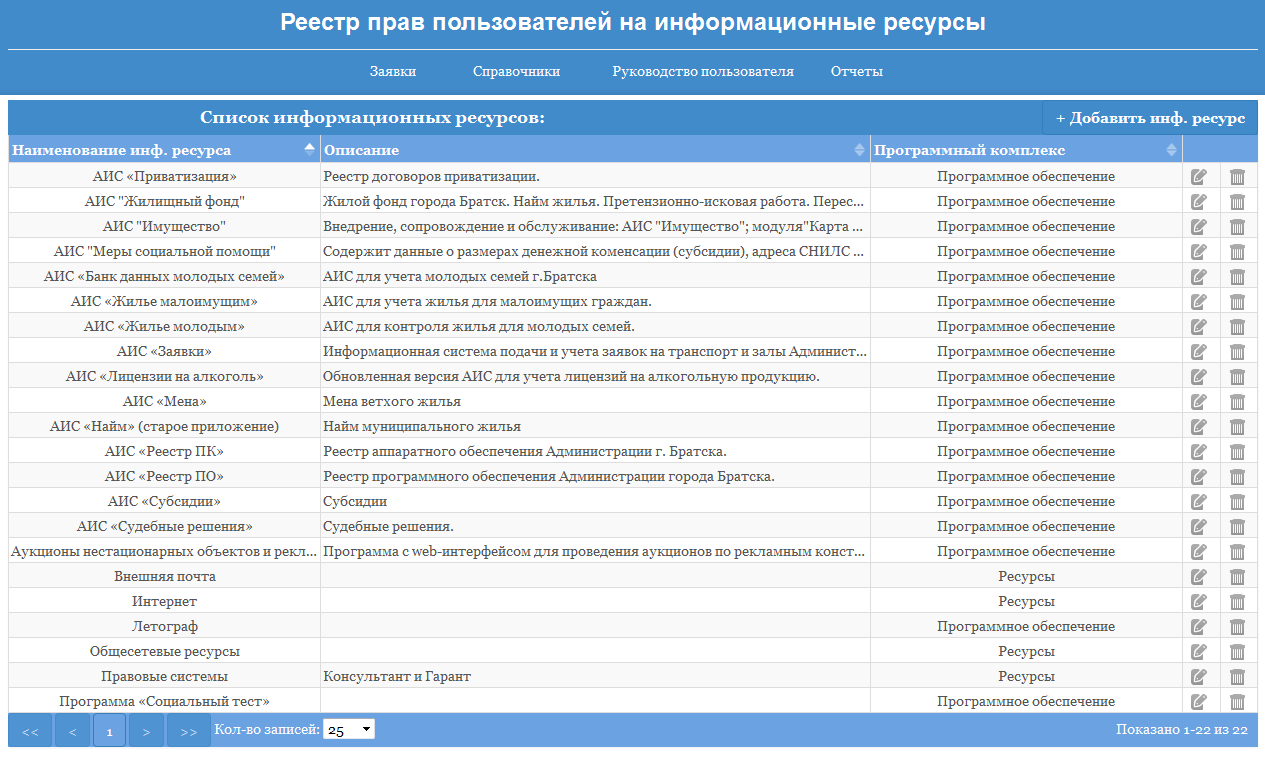 Реестр прав пользователей на информационные ресурсы
Заявки Справочники Руководство пользователя Отчеты
Список информационных ресурсов: + Добавить инф. ресурс
Наименование инф. ресурса Описание Программный комплекс
АИС «Приватизация» Реестр договоров приватизации. Программное обеспечение
АИС "Жилищный фонд" Жилой фонд города Братск. Найм жилья. Претензионно-исковая работа. Перес... Программное обеспечение
АИС "Имущество" Внедрение, сопровождение и обслуживание: АИС "Имущество"; модуля"Карта ... Программное обеспечение
АИС "Меры социальной помощи" Содержит данные о размерах денежной коменсации (субсидии), адреса СНИЛС ... Программное обеспечение
АИС «Банк данных молодых семей» АИС для учета молодых семей г.Братска Программное обеспечение
АИС «Жилье малоимущим» АИС для учета жилья для малоимущих граждан. Программное обеспечение
АИС «Жилье молодым» АИС для контроля жилья для молодых семей. Программное обеспечение
АИС «Заявки» Информационная система подачи и учета заявок на транспорт и залы Админист... Программное обеспечение
АИС «Лицензии на алкоголь» Обновленная версия АИС для учета лицензий на алкогольную продукцию. Программное обеспечение
АИС «Мена» Мена ветхого жилья Программное обеспечение
АИС «Найм» (старое приложение) Найм муниципального жилья Программное обеспечение
АИС «Реестр ПК» Реестр аппаратного обеспечения Администрации г. Братска. Программное обеспечение
АИС «Реестр ПО» Реестр программного обеспечения Администрации города Братска. Программное обеспечение
АИС «Субсидии» Субсидии Программное обеспечение
АИС «Судебные решения» Судебные решения. Программное обеспечение
Аукционы нестационарных объектов и рекл... Программа с web-интерфейсом для проведения аукционов по рекламным конст... Программное обеспечение
Внешняя почта Ресурсы
Интернет Ресурсы
Летограф Программное обеспечение
Общесетевые ресурсы Ресурсы
Правовые системы Консультант и Гарант Ресурсы
Программа «Социальный тест» Программное обеспечение
<< < 1 > >> Кол-во записей: 25 Показано 1-22 из 22